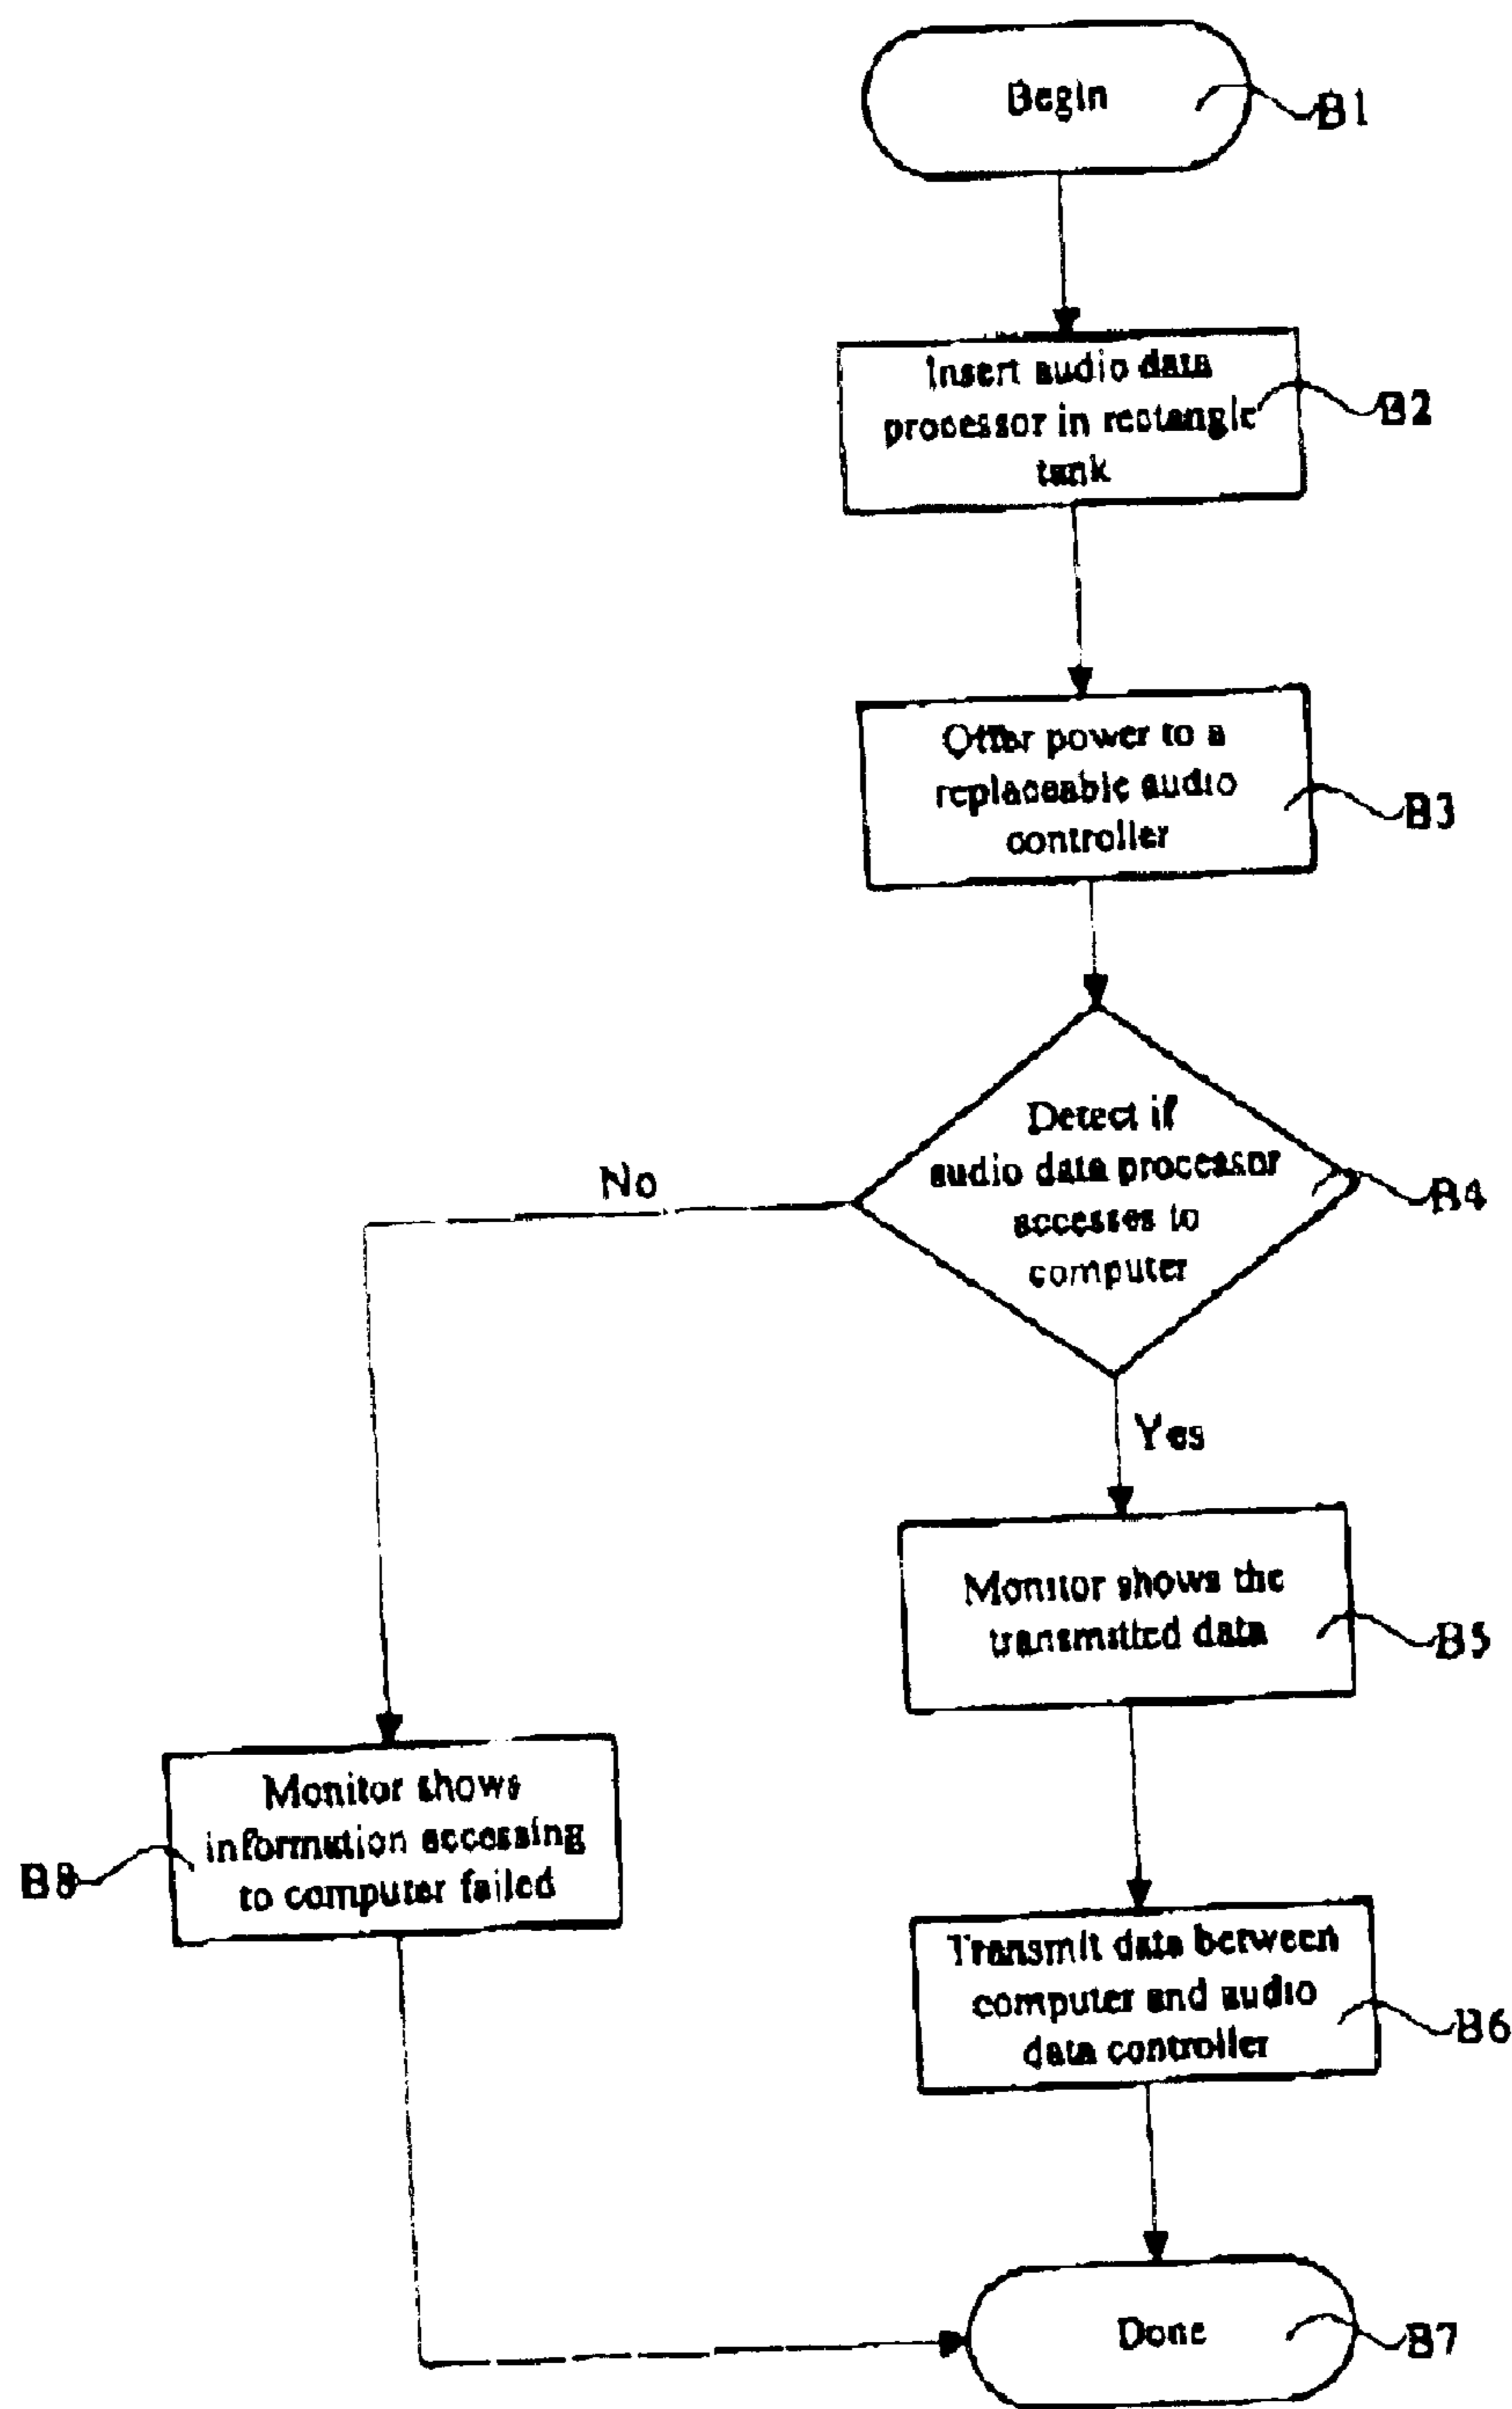 Begin
B1
Insert audio data
processor in rectangle
tank
B2
Offer power to a
replaceable audio
controller
B3
Detect if
audio data processor
accesses to
computer
B4
No
Yes
Monitor shows the
transmitted data
B5
Monitor shows
information accessing
to computer failed
B8
Transmit data between
computer and audio
data controller
B6
Done
B7